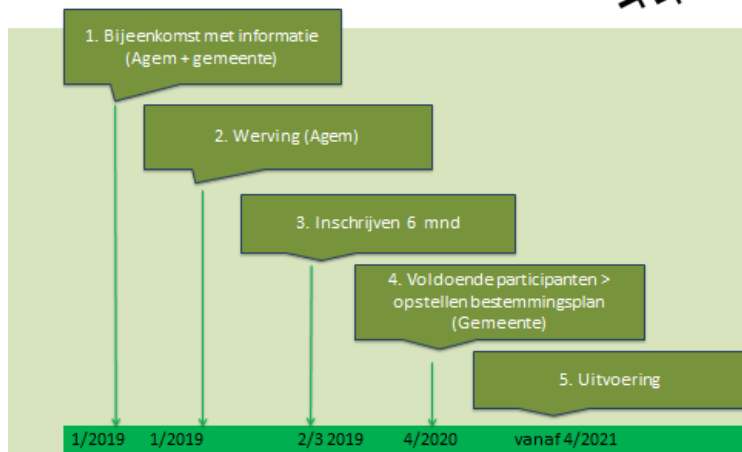 1. Bijeenkomst met informatie
(Agem + gemeente)
2. Werving (Agem)
3. Inschrijven 6 mnd
4. Voldoende participanten >
opstellen bestemmingsplan
(Gemeente)
5. Uitvoering
1/2019 1/2019 2/3 2019 4/2020 vanaf 4/2021